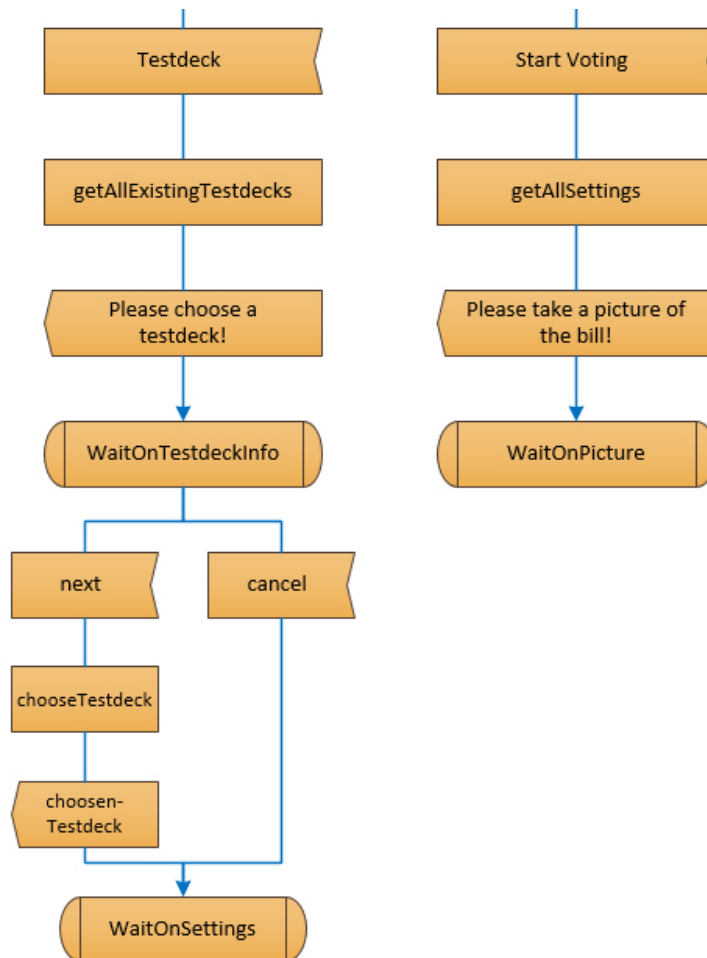 Testdeck
getAllExistingTestdecks
Please choose a
testdeck!
WaitOnTestdeckInfo
next
cancel
chooseTestdeck
choosen-
Testdeck
WaitOnSettings
Start Voting
getAllSettings
Please take a picture of
the bill!
WaitOnPicture